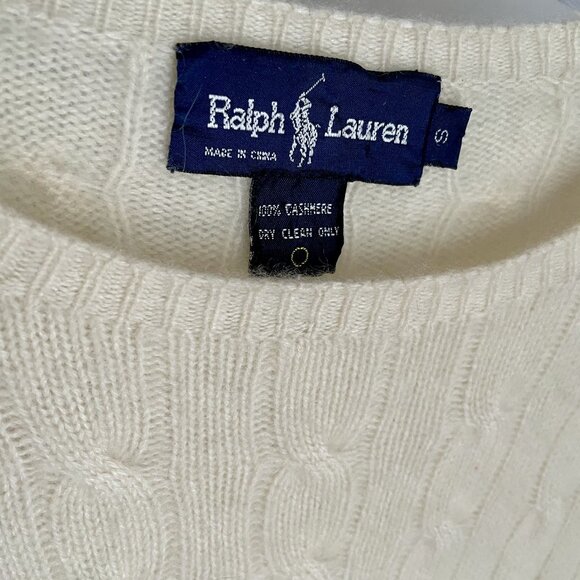 Ralph Lauren
MADE IN CHINA
S
100% CASHMERE
DRY CLEAN ONLY